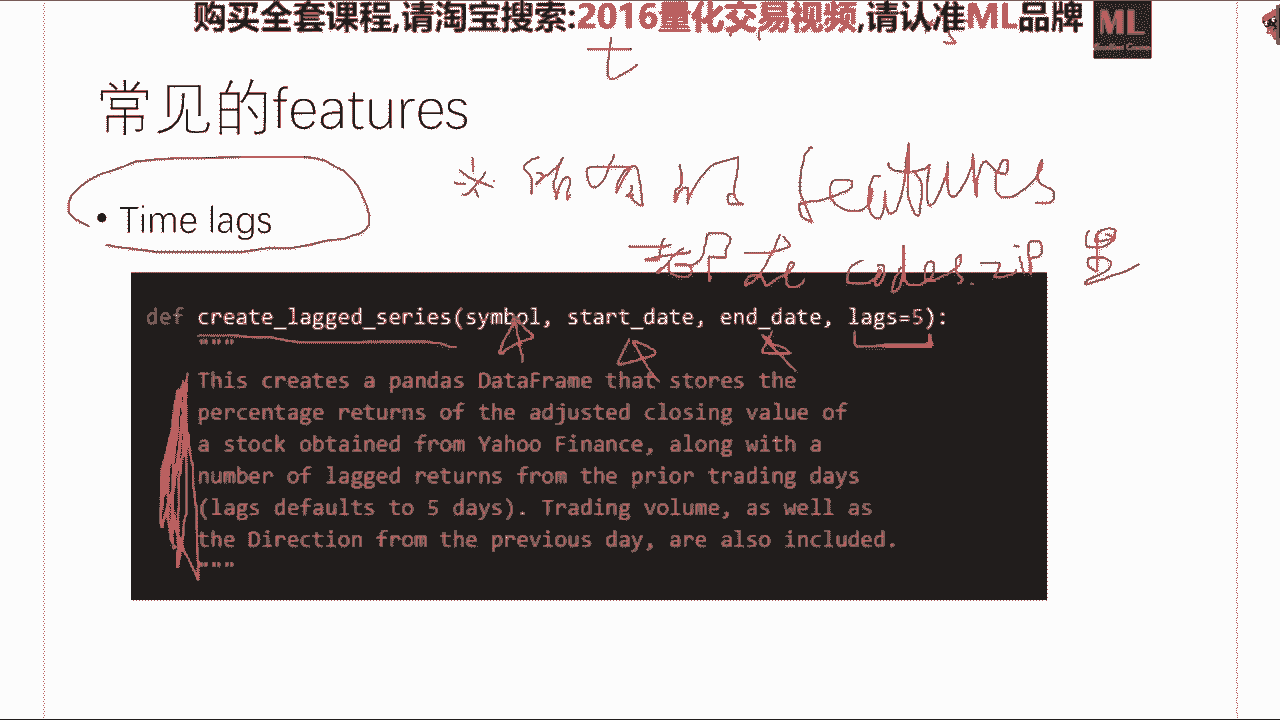 购买全套课程,请淘宝搜索:2016量化交易视频,请认准ML品牌
ML
t
常见的features
※ 所有的 features
• Time lags
都在 codes.zip 里
def create_lagged_series(symbol, start_date, end_date, lags=5):
"""
This creates a pandas DataFrame that stores the
percentage returns of the adjusted closing value of
a stock obtained from Yahoo Finance, along with a
number of lagged returns from the prior trading days
(lags defaults to 5 days). Trading volume, as well as
the Direction from the previous day, are also included.
"""